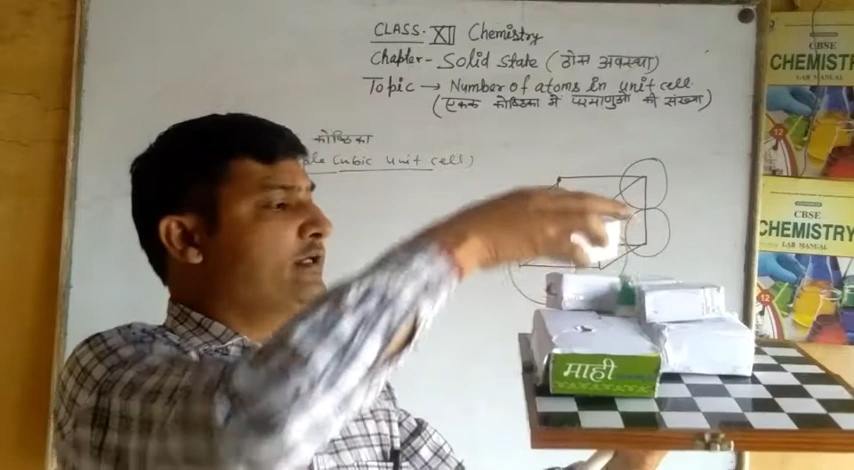 CLASS. XII Chemistry
Chapter - Solid State (ठोस अवस्था)
Topic → Number of atoms in unit cell.
(एकक कोष्ठिका में परमाणुओ की संख्या)
कोष्ठिका
Cubic unit cell)
माही
CBSE
CHEMISTRY
LAB MANUAL
12
CBSE
CHEMISTRY
LAB MANUAL
12